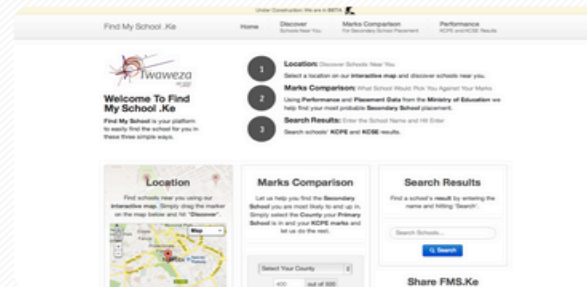 Under Construction: We are in BETA
Find My School .Ke
Home
Discover
Schools Near You
Marks Comparison
For Secondary School Placement
Performance
KCPE and KCSE Results
Twaweza
Welcome To Find
My School .Ke
Find My School is your platform
to easily find the school for you in
these three simple ways.
1
Location: Discover Schools Near You
Select a location on our interactive map and discover schools near you.
2
Marks Comparison: What School Would Pick You Against Your Marks
Using Performance and Placement Data from the Ministry of Education we
help you find your most probable Secondary School placement.
3
Search Results: Enter the School Name and Hit Enter
Search schools' KCPE and KCSE results.
Location
Find schools near you using our
interactive map. Simply drag the marker
on the map below and hit "Discover".
Map
Marks Comparison
Let us help you find the Secondary
School you are most likely to end up in.
Simply select the County your Primary
School is in and your KCPE marks and
let us do the rest.
Select Your County
400 out of 500
Search Results
Find a school's result by entering the
name and hitting 'Search'.
Search Schools...
Search
Share FMS.Ke